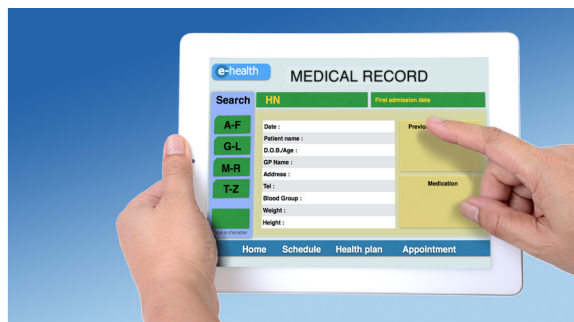 e-health
MEDICAL RECORD
Search
HN
First admission date
A-F
G-L
M-R
T-Z
Date :
Patient name :
D.O.B./Age :
GP Name :
Address :
Tel :
Blood Group :
Weight :
Height :
Medication
a character
Home Schedule Health plan Appointment